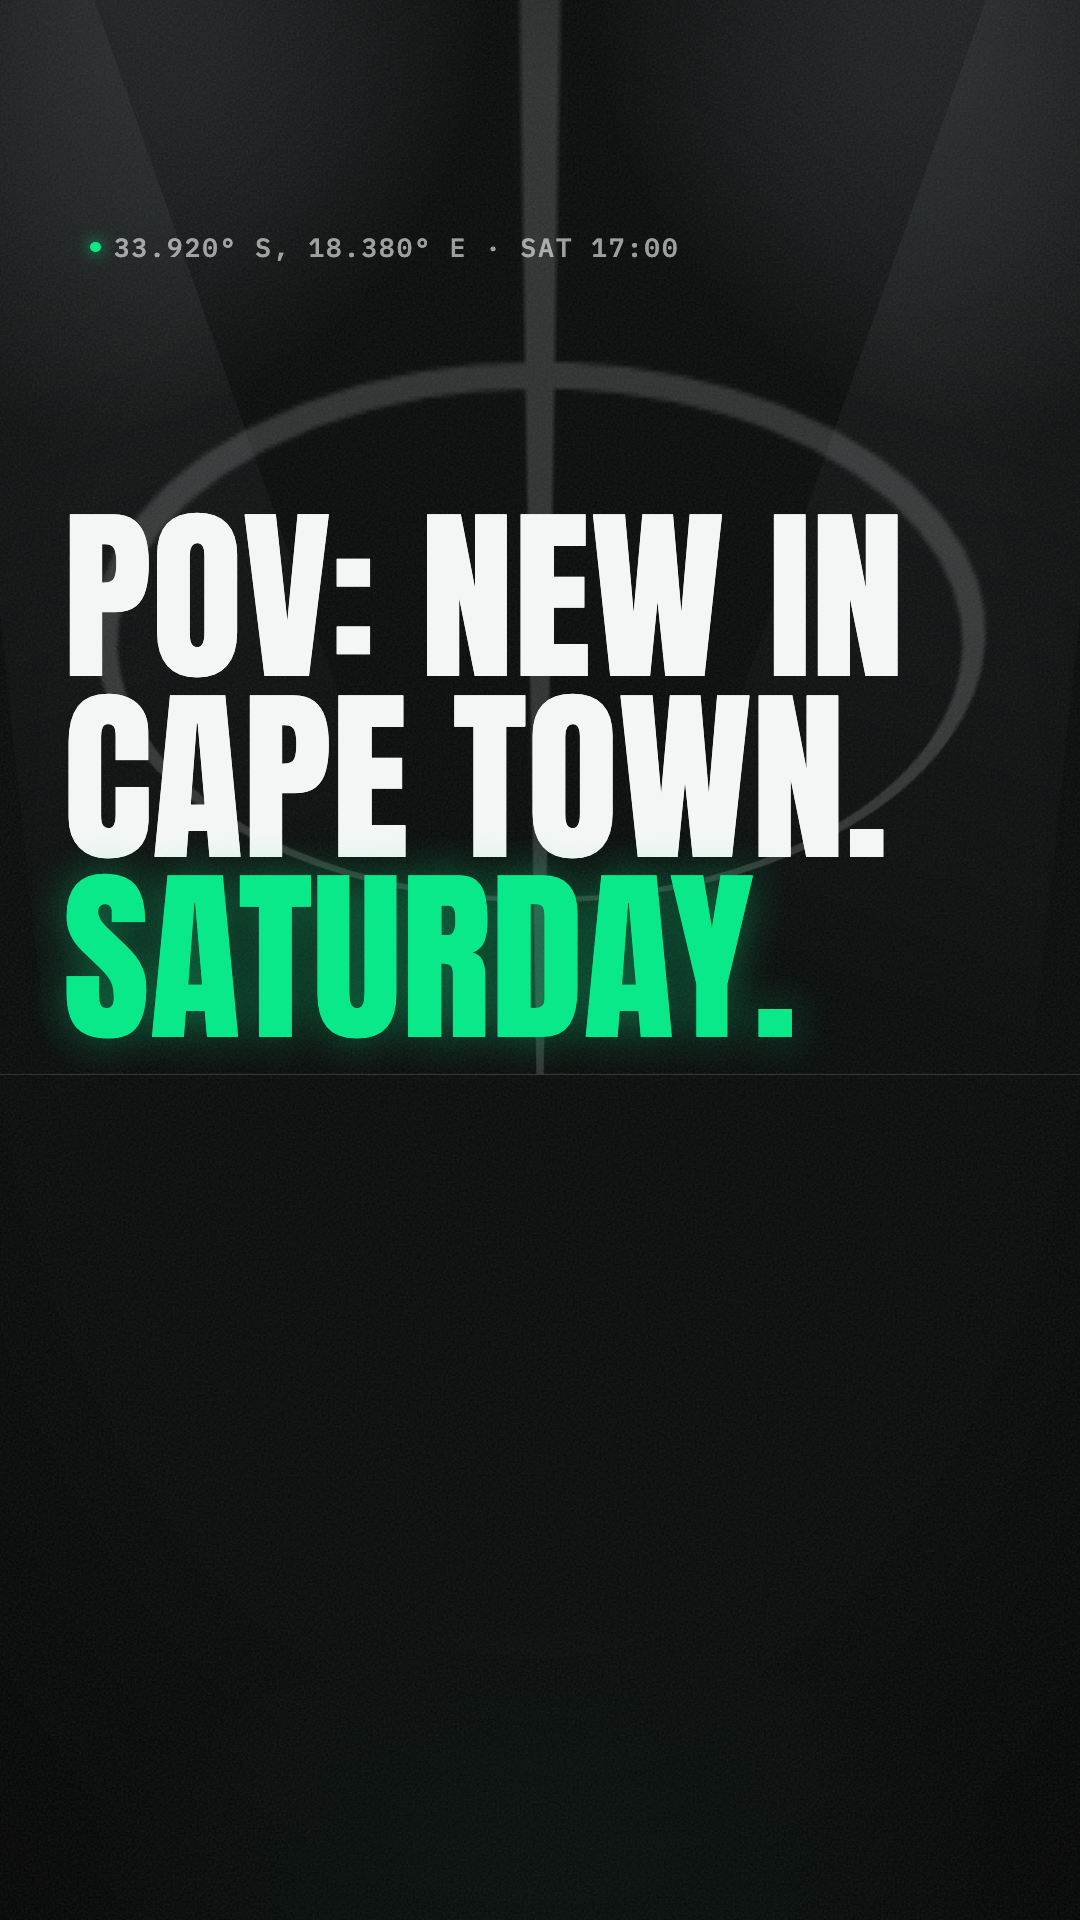 33.920° S, 18.380° E · SAT 17:00
POV: NEW IN
CAPE TOWN.
SATURDAY.